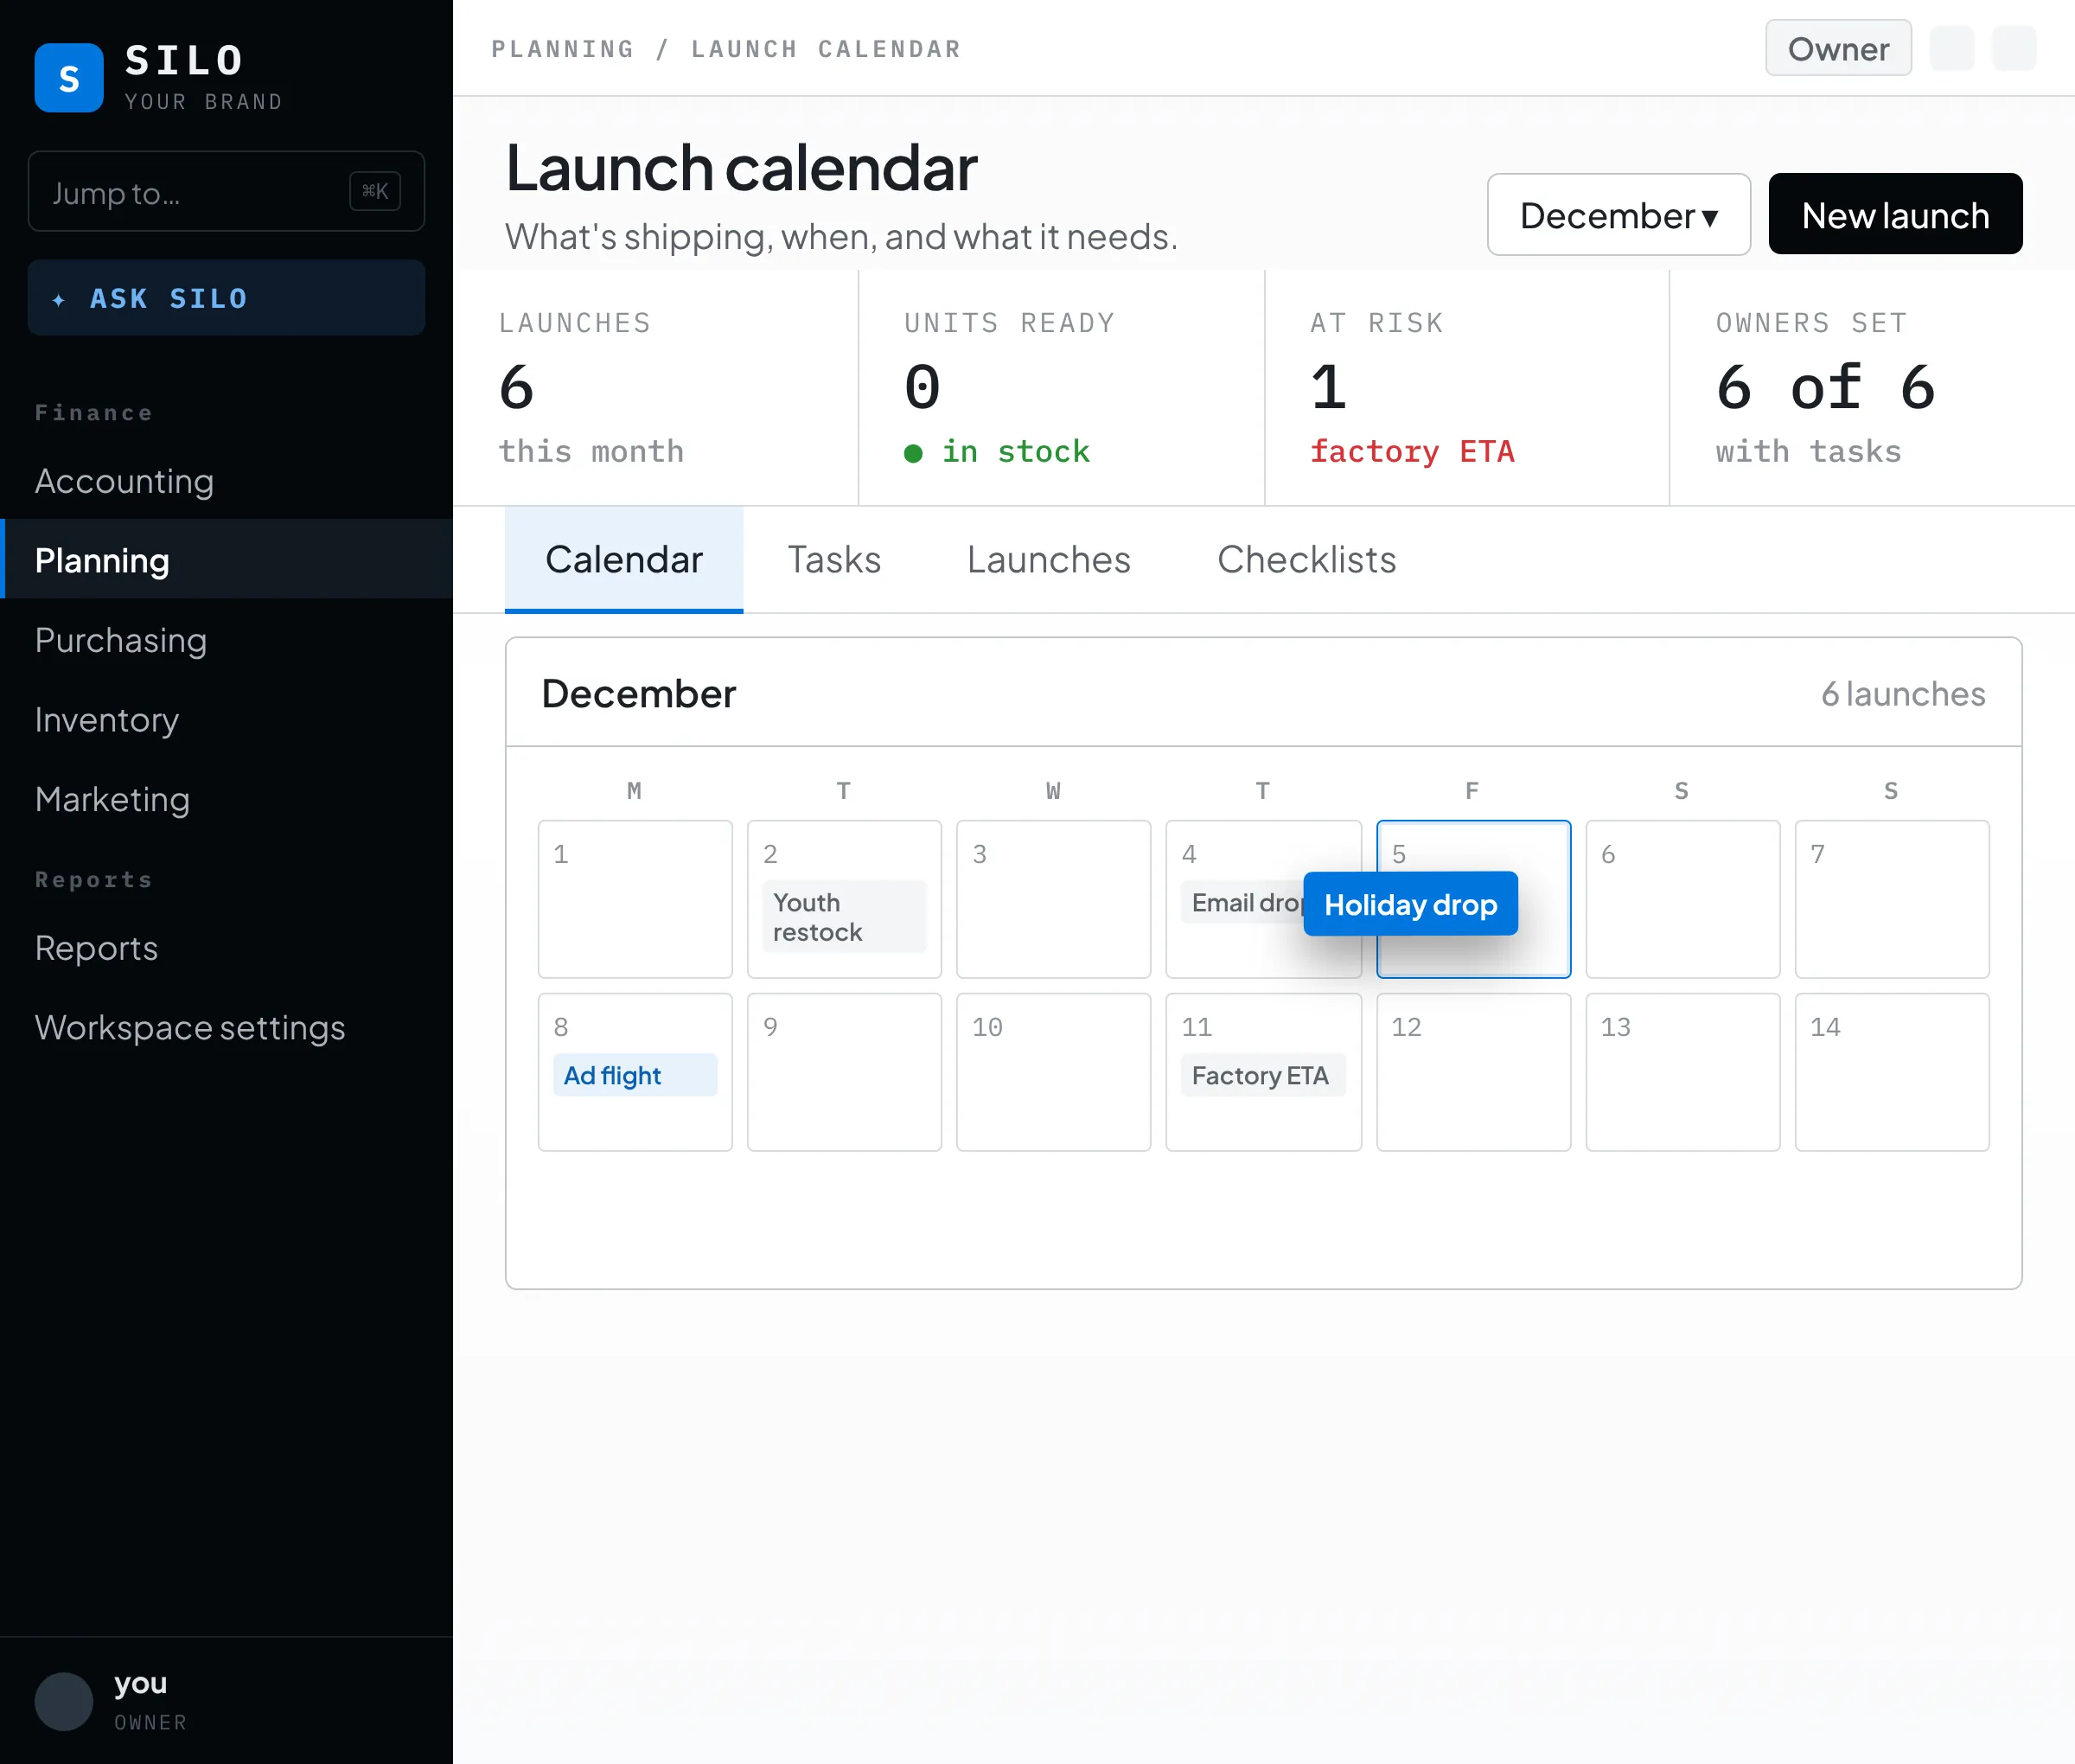 S
SILO
YOUR BRAND
Jump to...
⌘K
✦ ASK SILO
Finance
Accounting
Planning
Purchasing
Inventory
Marketing
Reports
Reports
Workspace settings
you
OWNER
PLANNING / LAUNCH CALENDAR
Owner
Launch calendar
What's shipping, when, and what it needs.
December ▾
New launch
LAUNCHES
6
this month
UNITS READY
0
● in stock
AT RISK
1
factory ETA
OWNERS SET
6 of 6
with tasks
Calendar
Tasks
Launches
Checklists
December
6 launches
M T W T F S S
1
2
Youth
restock
3
4
Email drop
5
Holiday drop
6
7
8
Ad flight
9
10
11
Factory ETA
12
13
14